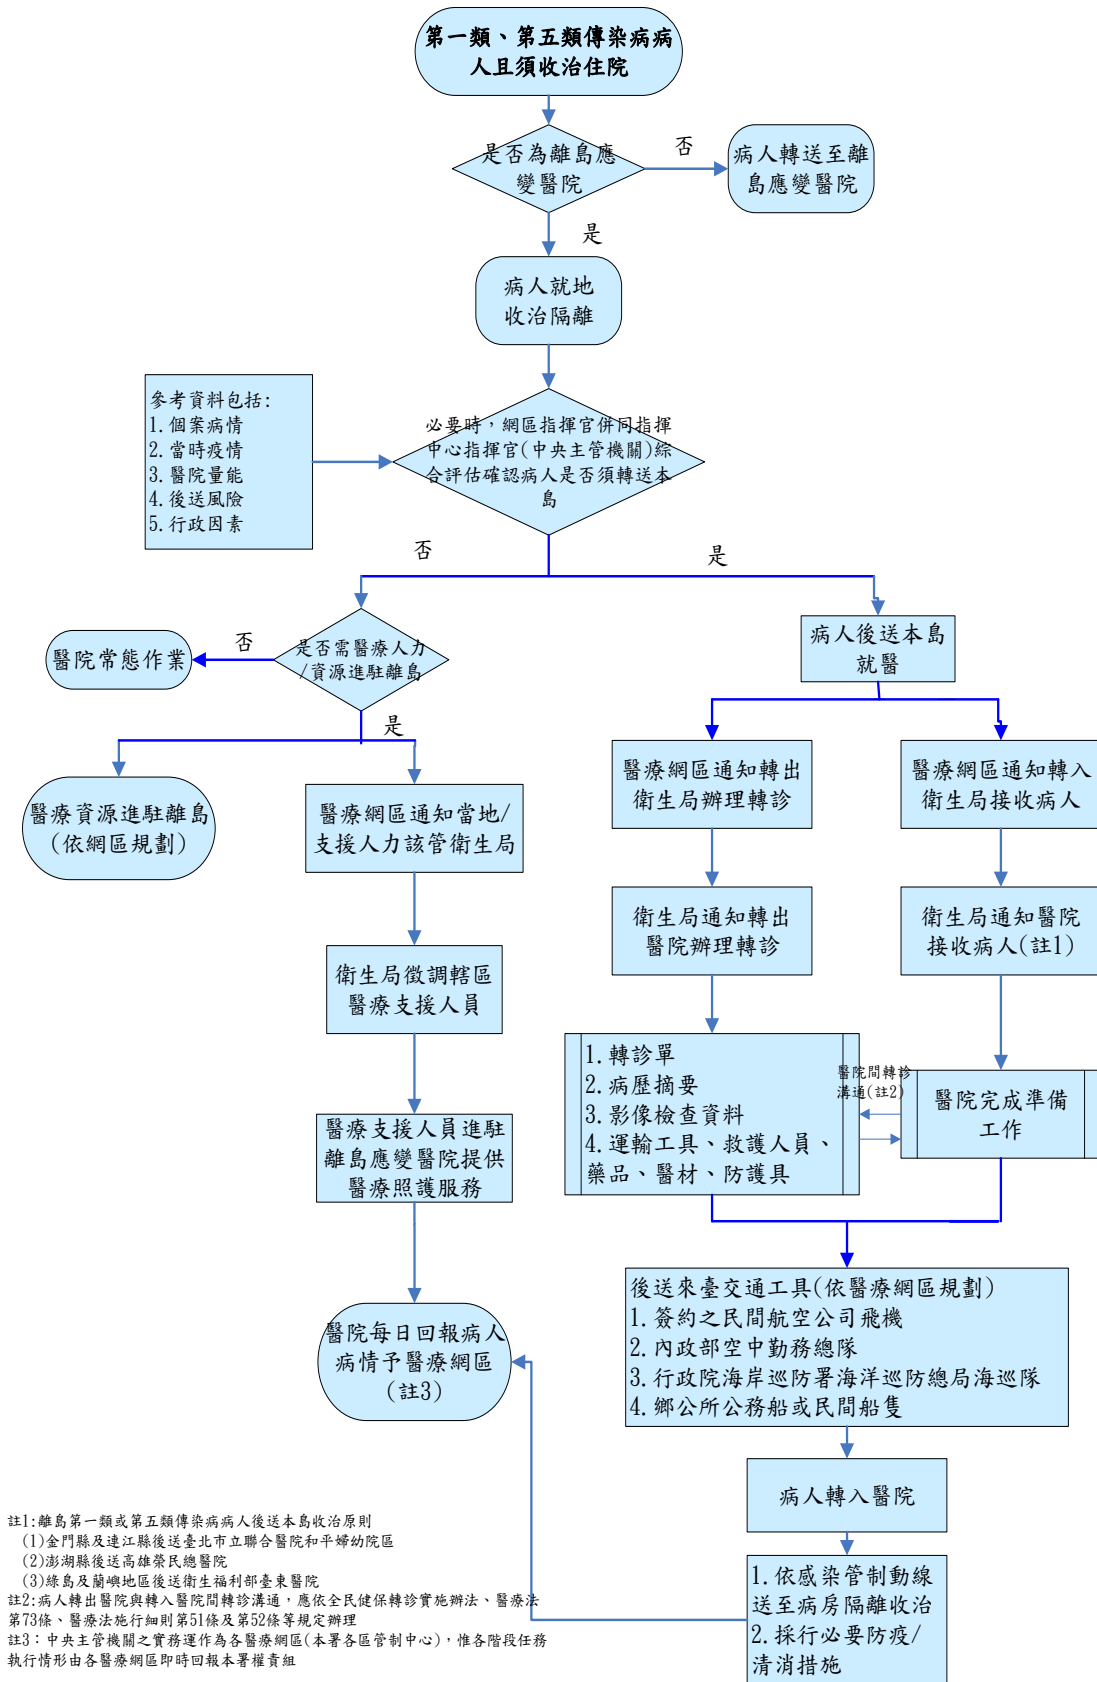 第一類、第五類傳染病病
人且須收治住院
是否為離島應
變醫院
否
病人轉送至離
島應變醫院
是
病人就地
收治隔離
參考資料包括:
1.個案病情
2.當時疫情
3.醫院量能
4.後送風險
5.行政因素
必要時，網區指揮官併同指揮
中心指揮官(中央主管機關)綜
合評估確認病人是否須轉送本
島
否
是
是否需醫療人力
/資源進駐離島
否
醫院常態作業
是
醫療資源進駐離島
(依網區規劃)
醫療網區通知當地/
支援人力該管衛生局
衛生局徵調轄區
醫療支援人員
醫療支援人員進駐
離島應變醫院提供
醫療照護服務
醫院每日回報病人
病情予醫療網區
(註3)
病人後送本島
就醫
醫療網區通知轉出
衛生局辦理轉診
醫療網區通知轉入
衛生局接收病人
衛生局通知轉出
醫院辦理轉診
衛生局通知醫院
接收病人(註1)
1.轉診單
2.病歷摘要
3.影像檢查資料
4.運輸工具、救護人員、
藥品、醫材、防護具
醫院間轉診
溝通(註2)
醫院完成準備
工作
後送來臺交通工具(依醫療網區規劃)
1.簽約之民間航空公司飛機
2.內政部空中勤務總隊
3.行政院海岸巡防署海洋巡防總局海巡隊
4.鄉公所公務船或民間船隻
病人轉入醫院
1.依感染管制動線
送至病房隔離收治
2.採行必要防疫/
清消措施
註1:離島第一類或第五類傳染病病人後送本島收治原則
(1)金門縣及連江縣後送臺北市立聯合醫院和平婦幼院區
(2)澎湖縣後送高雄榮民總醫院
(3)綠島及蘭嶼地區後送衛生福利部臺東醫院
註2:病人轉出醫院與轉入醫院間轉診溝通，應依全民健保轉診實施辦法、醫療法
第73條、醫療法施行細則第51條及第52條等規定辦理
註3：中央主管機關之實務運作為各醫療網區(本署各區管制中心)，惟各階段任務
執行情形由各醫療網區即時回報本署權責組